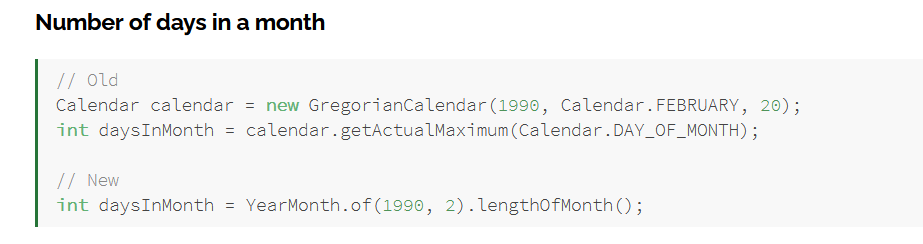 Number of days in a month
// Old
Calendar calendar = new GregorianCalendar(1990, Calendar.FEBRUARY, 20);
int daysInMonth = calendar.getActualMaximum(Calendar.DAY_OF_MONTH);
// New
int daysInMonth = YearMonth.of(1990, 2).lengthOfMonth();